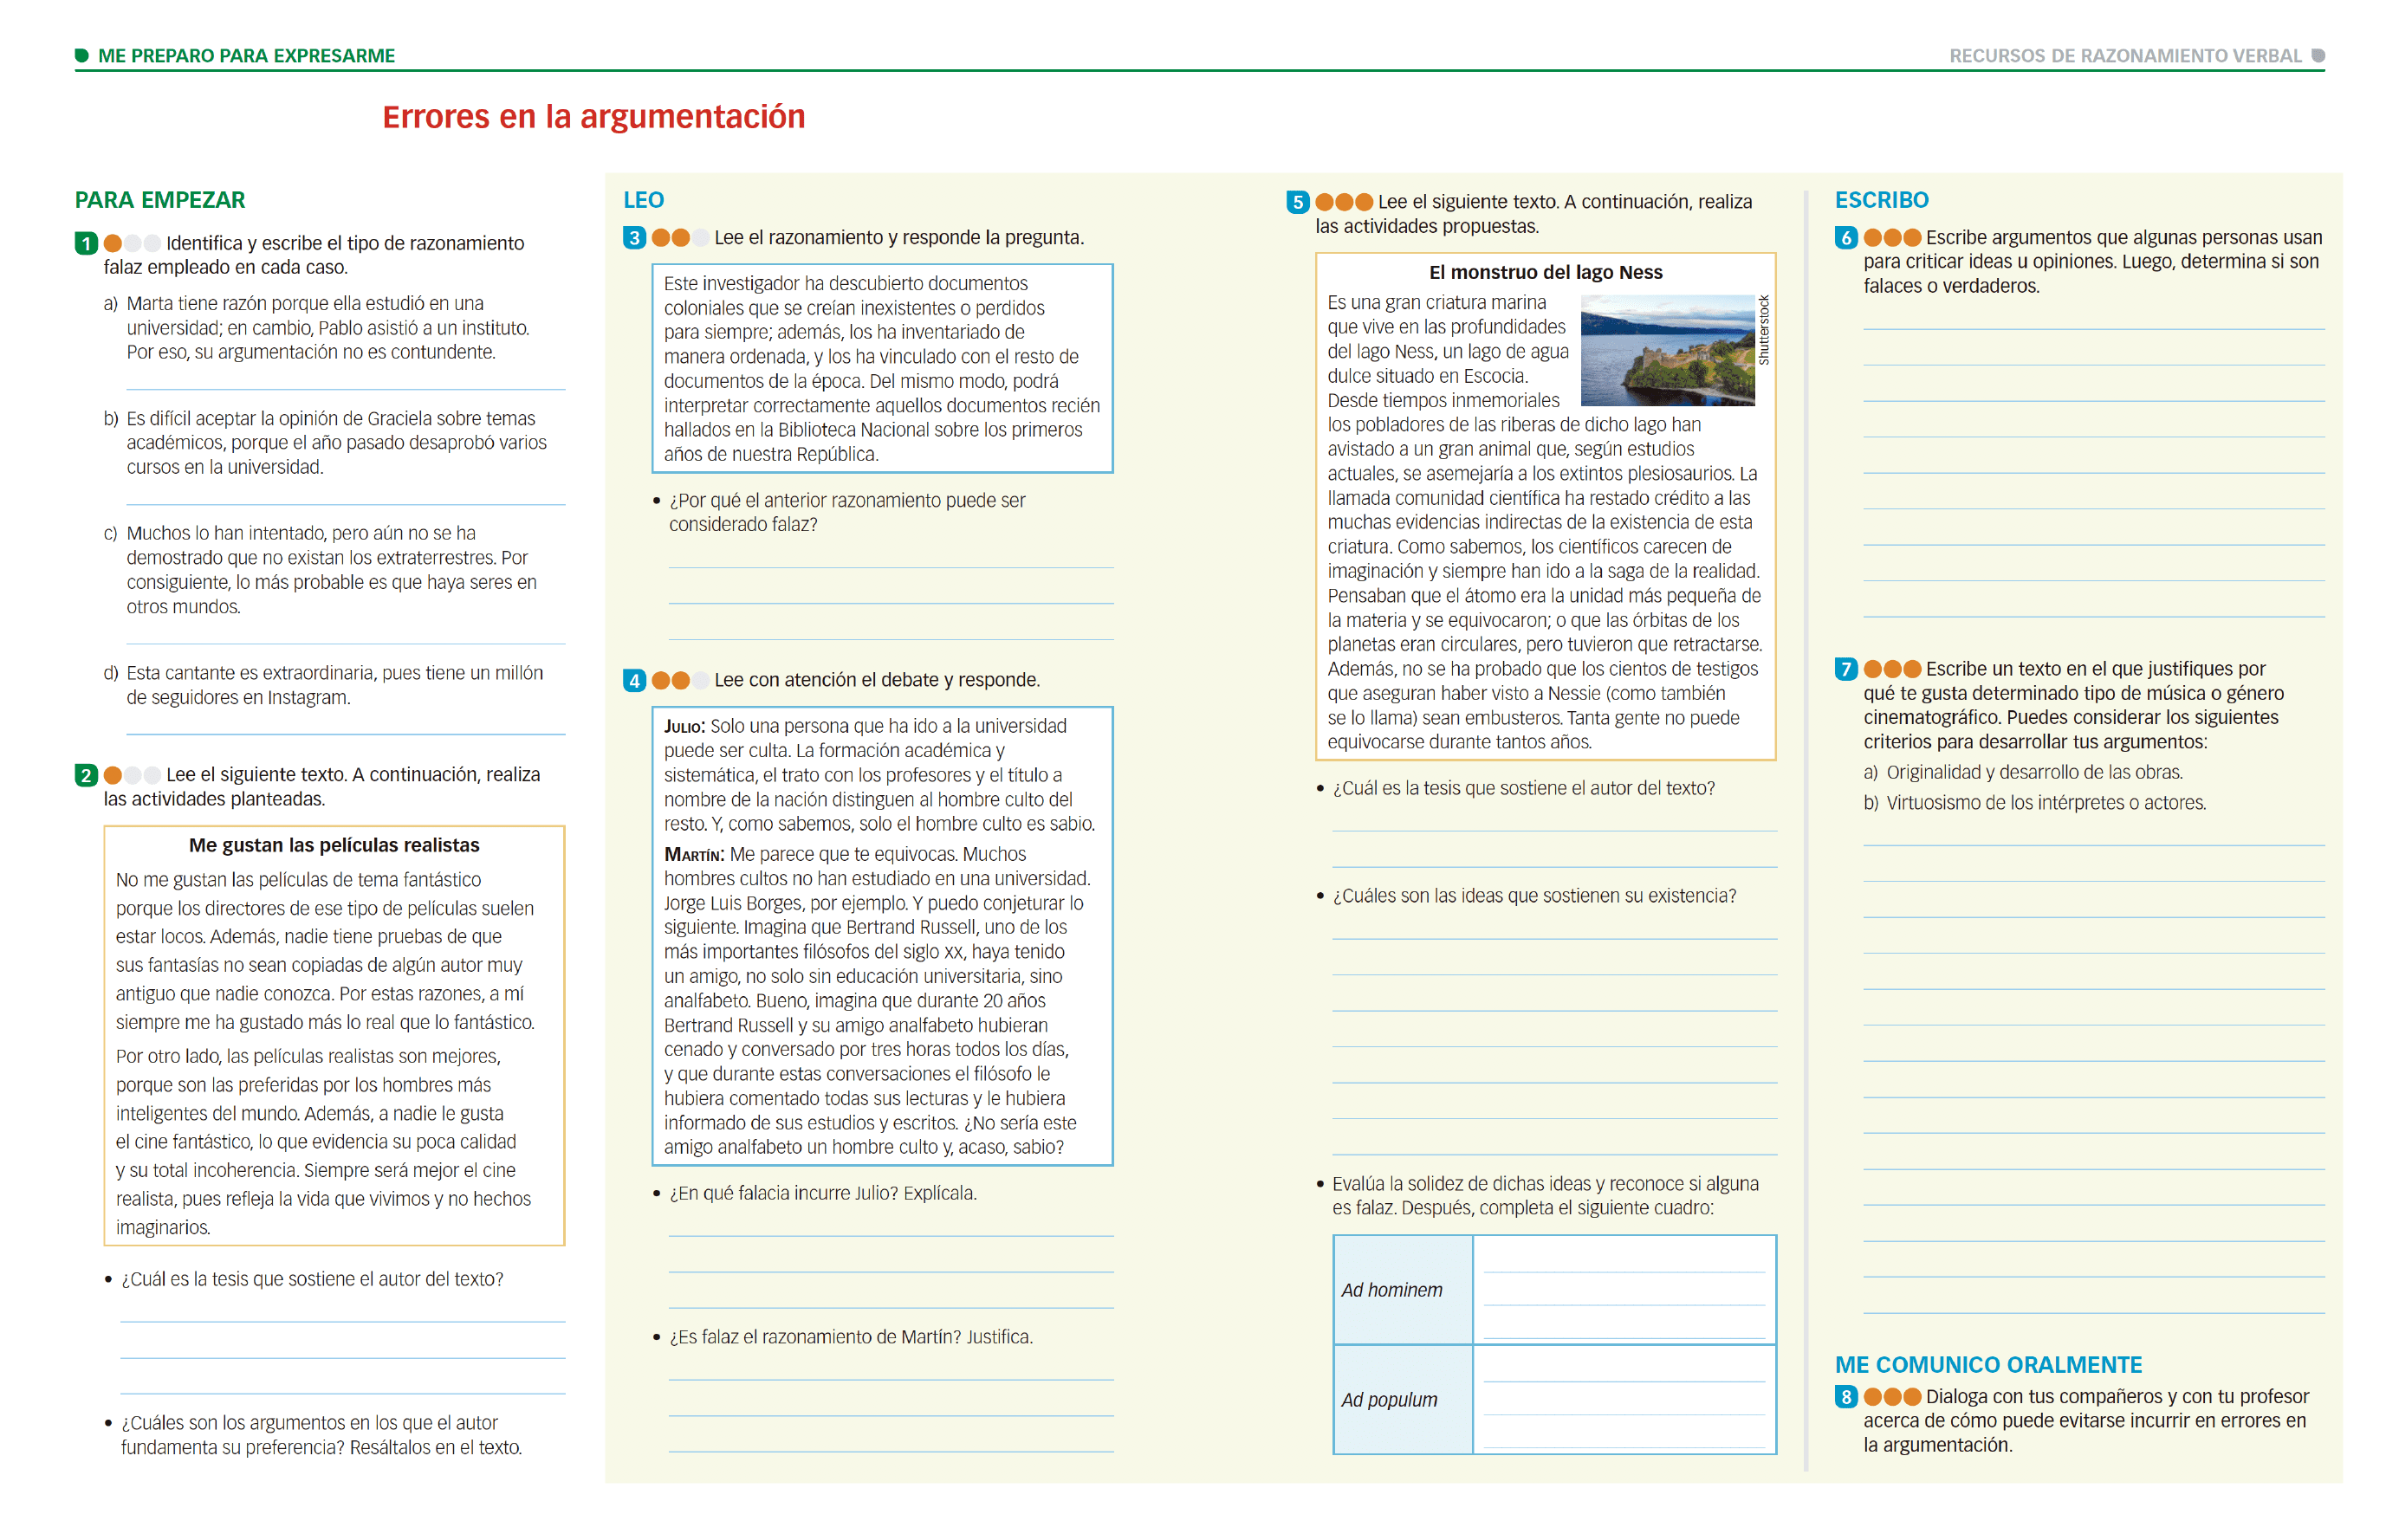 ME PREPARO PARA EXPRESARME
RECURSOS DE RAZONAMIENTO VERBAL
Errores en la argumentación
PARA EMPEZAR
1 Identifica y escribe el tipo de razonamiento
falaz empleado en cada caso.
a) Marta tiene razón porque ella estudió en una
universidad; en cambio, Pablo asistió a un instituto.
Por eso, su argumentación no es contundente.
b) Es difícil aceptar la opinión de Graciela sobre temas
académicos, porque el año pasado desaprobó varios
cursos en la universidad.
c) Muchos lo han intentado, pero aún no se ha
demostrado que no existan los extraterrestres. Por
consiguiente, lo más probable es que haya seres en
otros mundos.
d) Esta cantante es extraordinaria, pues tiene un millón
de seguidores en Instagram.
2 Lee el siguiente texto. A continuación, realiza
las actividades planteadas.
Me gustan las películas realistas
No me gustan las películas de tema fantástico
porque los directores de ese tipo de películas suelen
estar locos. Además, nadie tiene pruebas de que
sus fantasías no sean copiadas de algún autor muy
antiguo que nadie conozca. Por estas razones, a mí
siempre me ha gustado más lo real que lo fantástico.
Por otro lado, las películas realistas son mejores,
porque son las preferidas por los hombres más
inteligentes del mundo. Además, a nadie le gusta
el cine fantástico, lo que evidencia su poca calidad
y su total incoherencia. Siempre será mejor el cine
realista, pues refleja la vida que vivimos y no hechos
imaginarios.
• ¿Cuál es la tesis que sostiene el autor del texto?
• ¿Cuáles son los argumentos en los que el autor
fundamenta su preferencia? Resáltalos en el texto.
LEO
3 Lee el razonamiento y responde la pregunta.
Este investigador ha descubierto documentos
coloniales que se creían inexistentes o perdidos
para siempre; además, los ha inventariado de
manera ordenada, y los ha vinculado con el resto de
documentos de la época. Del mismo modo, podrá
interpretar correctamente aquellos documentos recién
hallados en la Biblioteca Nacional sobre los primeros
años de nuestra República.
• ¿Por qué el anterior razonamiento puede ser
considerado falaz?
4 Lee con atención el debate y responde.
JULIO: Solo una persona que ha ido a la universidad
puede ser culta. La formación académica y
sistemática, el trato con los profesores y el título a
nombre de la nación distinguen al hombre culto del
resto. Y, como sabemos, solo el hombre culto es sabio.
MARTÍN: Me parece que te equivocas. Muchos
hombres cultos no han estudiado en una universidad.
Jorge Luis Borges, por ejemplo. Y puedo conjeturar lo
siguiente. Imagina que Bertrand Russell, uno de los
más importantes filósofos del siglo XX, haya tenido
un amigo, no solo sin educación universitaria, sino
analfabeto. Bueno, imagina que durante 20 años
Bertrand Russell y su amigo analfabeto hubieran
cenado y conversado por tres horas todos los días,
y que durante estas conversaciones el filósofo le
hubiera comentado todas sus lecturas y le hubiera
informado de sus estudios y escritos. ¿No sería este
amigo analfabeto un hombre culto y, acaso, sabio?
• ¿En qué falacia incurre Julio? Explícala.
• ¿Es falaz el razonamiento de Martín? Justifica.
5 Lee el siguiente texto. A continuación, realiza
las actividades propuestas.
El monstruo del lago Ness
Es una gran criatura marina
que vive en las profundidades
del lago Ness, un lago de agua
dulce situado en Escocia.
Desde tiempos inmemoriales
los pobladores de las riberas de dicho lago han
avistado a un gran animal que, según estudios
actuales, se asemejaría a los extintos plesiosaurios. La
llamada comunidad científica ha restado crédito a las
muchas evidencias indirectas de la existencia de esta
criatura. Como sabemos, los científicos carecen de
imaginación y siempre han ido a la saga de la realidad.
Pensaban que el átomo era la unidad más pequeña de
la materia y se equivocaron; o que las órbitas de los
planetas eran circulares, pero tuvieron que retractarse.
Además, no se ha probado que los cientos de testigos
que aseguran haber visto a Nessie (como también
se lo llama) sean embusteros. Tanta gente no puede
equivocarse durante tantos años.
Shutterstock
• ¿Cuál es la tesis que sostiene el autor del texto?
• ¿Cuáles son las ideas que sostienen su existencia?
• Evalúa la solidez de dichas ideas y reconoce si alguna
es falaz. Después, completa el siguiente cuadro:
Ad hominem
Ad populum
ESCRIBO
6 Escribe argumentos que algunas personas usan
para criticar ideas u opiniones. Luego, determina si son
falaces o verdaderos.
7 Escribe un texto en el que justifiques por
qué te gusta determinado tipo de música o género
cinematográfico. Puedes considerar los siguientes
criterios para desarrollar tus argumentos:
a) Originalidad y desarrollo de las obras.
b) Virtuosismo de los intérpretes o actores.
ME COMUNICO ORALMENTE
8 Dialoga con tus compañeros y con tu profesor
acerca de cómo puede evitarse incurrir en errores en
la argumentación.